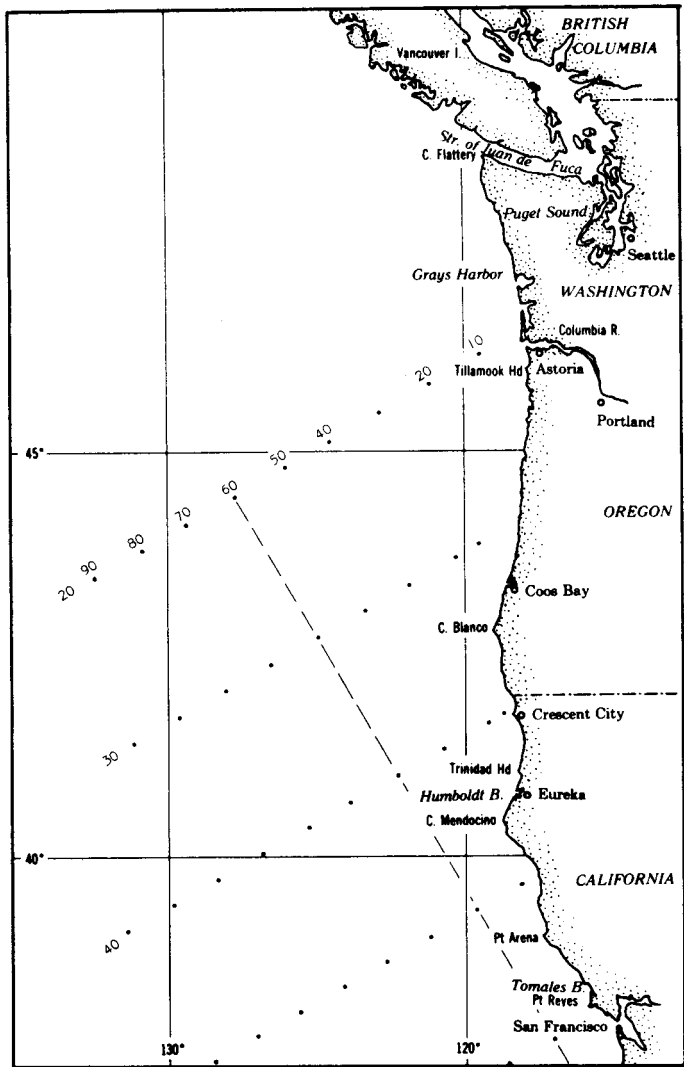 BRITISH
COLUMBIA
Vancouver I.
Str. of Juan de Fuca
C. Flattery
Puget Sound
Seattle
Grays Harbor
WASHINGTON
Columbia R.
10
20
Tillamook Hd
Astoria
Portland
40
45°
50
60
OREGON
70
80
90
20
Coos Bay
C. Blanco
Crescent City
30
Trinidad Hd
Humboldt B.
Eureka
C. Mendocino
40°
CALIFORNIA
40
Pt Arena
Tomales B.
Pt Reyes
San Francisco
130°
120°